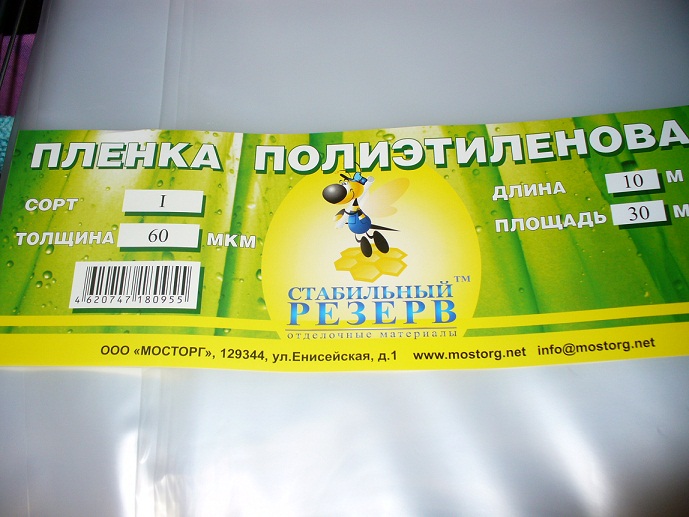 ПЛЕНКА ПОЛИЭТИЛЕНОВА
СОРТ I
ТОЛЩИНА 60 МКМ
ДЛИНА 10 М
ПЛОЩАДЬ 30 М
4620747180955
СТАБИЛЬНЫЙ™
РЕЗЕРВ
отделочные материалы
ООО «МОСТОРГ», 129344, ул.Енисейская, д.1 www.mostorg.net info@mostorg.net